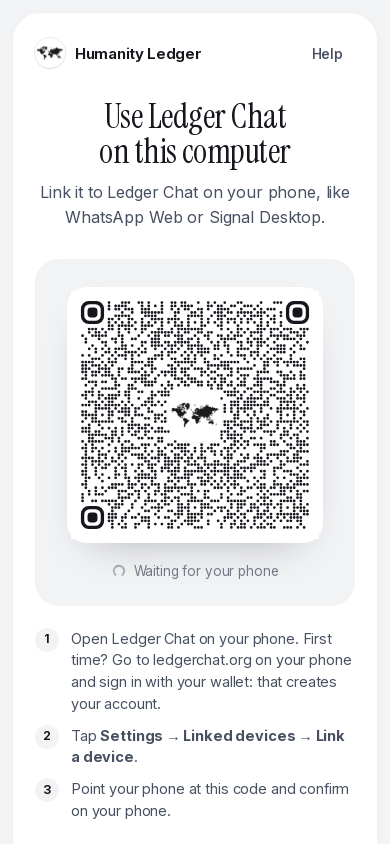 Humanity Ledger
Help
Use Ledger Chat
on this computer
Link it to Ledger Chat on your phone, like
WhatsApp Web or Signal Desktop.
Waiting for your phone
1 Open Ledger Chat on your phone. First
time? Go to ledgerchat.org on your phone
and sign in with your wallet: that creates
your account.
2 Tap Settings → Linked devices → Link
a device.
3 Point your phone at this code and confirm
on your phone.